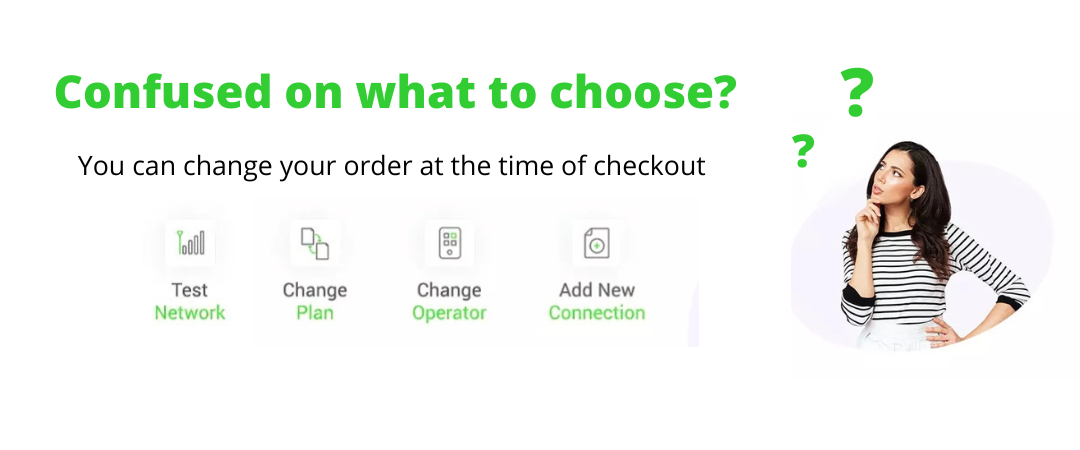 Confused on what to choose?
?
?
You can change your order at the time of checkout
Test
Network
Change
Plan
Change
Operator
Add New
Connection